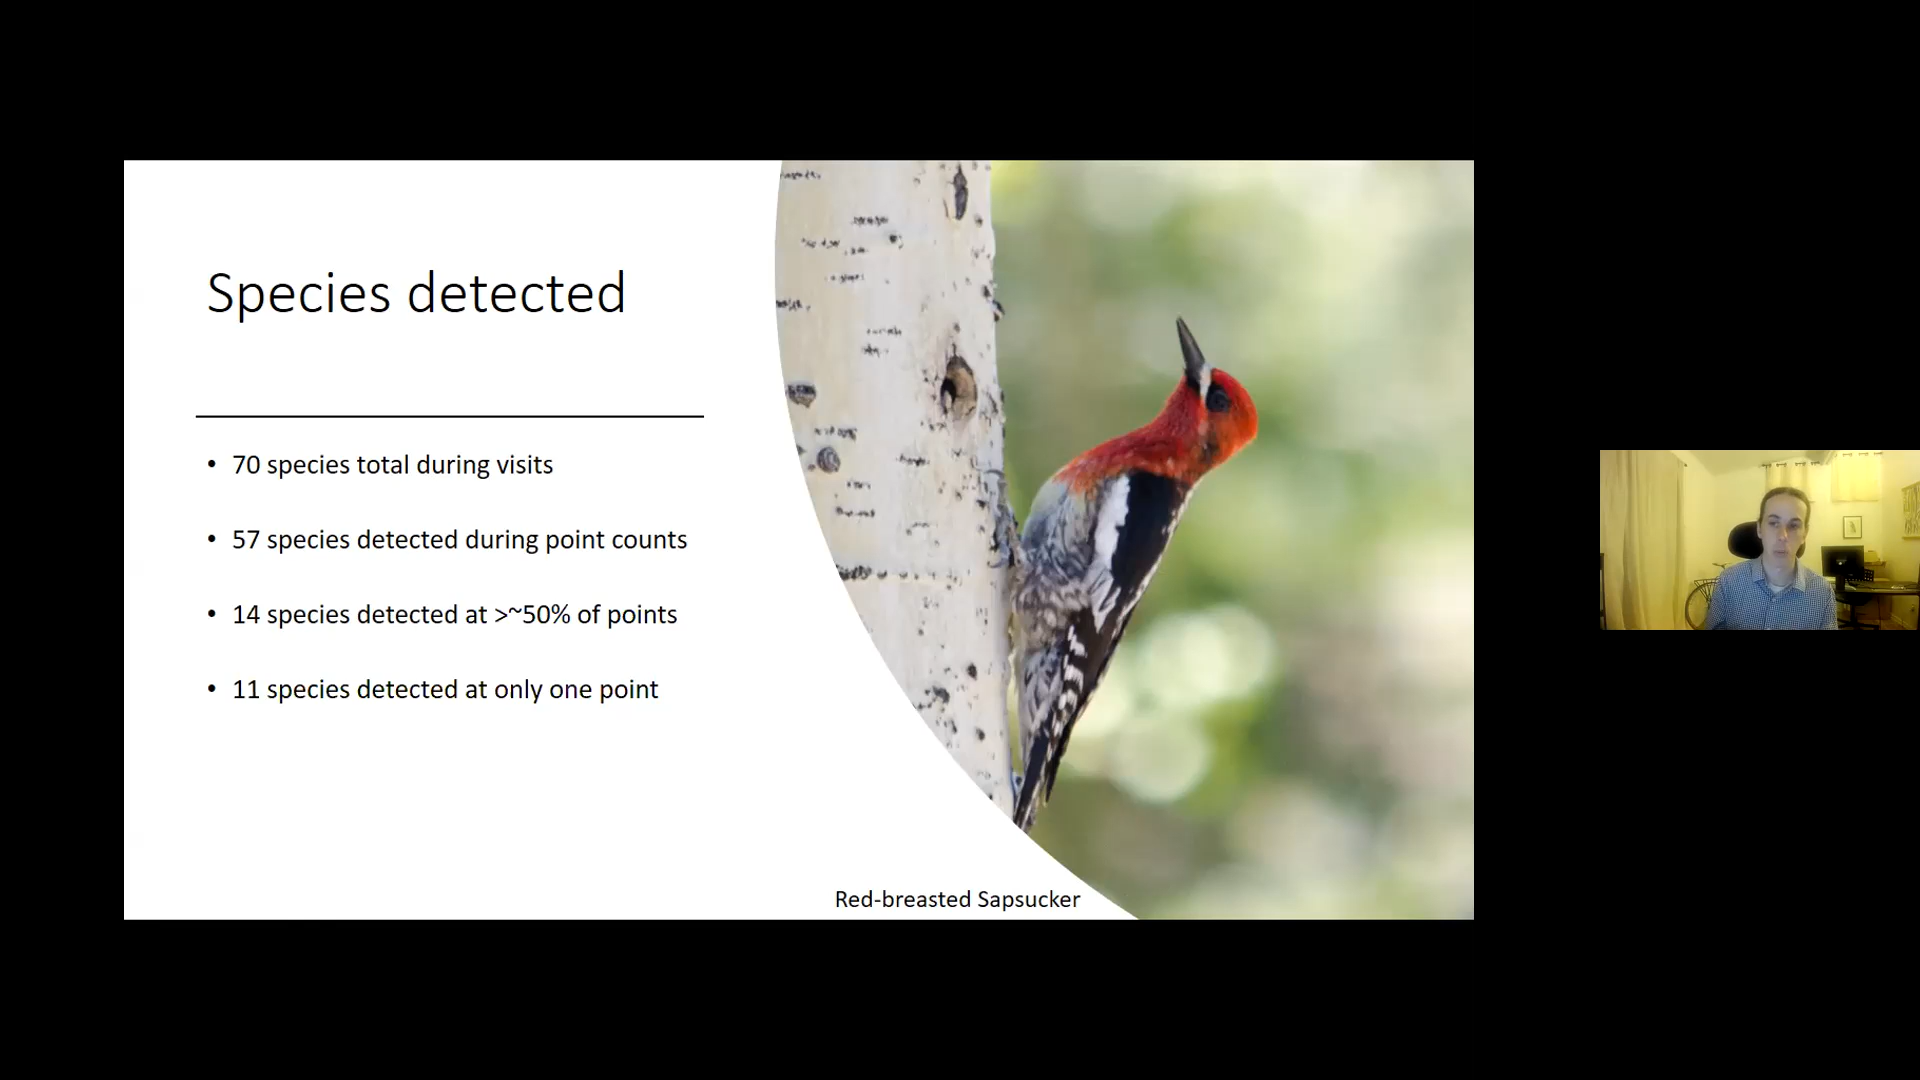 Species detected
• 70 species total during visits
• 57 species detected during point counts
• 14 species detected at >~50% of points
• 11 species detected at only one point
Red-breasted Sapsucker